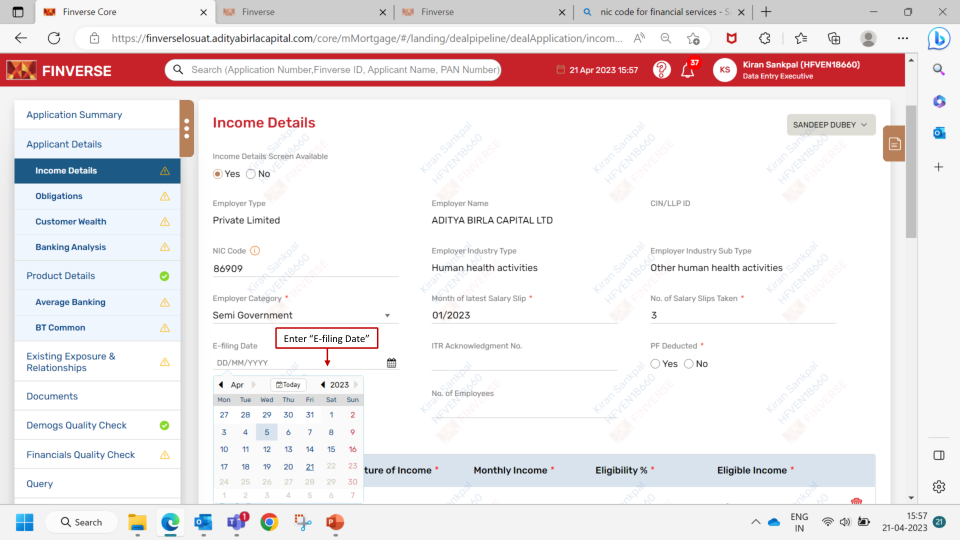 Finverse Core
Finverse
Finverse
nic code for financial services - S
https://finverselosuat.adityabirlacapital.com/core/mMortgage/#/landing/dealpipeline/dealApplication/incom...
FINVERSE
Search (Application Number,Finverse ID, Applicant Name, PAN Number)
21 Apr 2023 15:57
37
KS
Kiran Sankpal (HFVEN18660)
Data Entry Executive
Application Summary
Applicant Details
Income Details
Obligations
Customer Wealth
Banking Analysis
Product Details
Average Banking
BT Common
Existing Exposure &
Relationships
Documents
Demogs Quality Check
Financials Quality Check
Query
Income Details
SANDEEP DUBEY
Income Details Screen Available
Yes No
Employer Type
Private Limited
Employer Name
ADITYA BIRLA CAPITAL LTD
CIN/LLP ID
NIC Code
86909
Employer Industry Type
Human health activities
Employer Industry Sub Type
Other human health activities
Employer Category *
Semi Government
Month of latest Salary Slip *
01/2023
No. of Salary Slips Taken *
3
E-filing Date
DD/MM/YYYY
Enter “E-filing Date”
ITR Acknowledgment No.
PF Deducted *
Yes No
No. of Employees
Apr Today 2023
Mon Tue Wed Thu Fri Sat Sun
27 28 29 30 31 1 2
3 4 5 6 7 8 9
10 11 12 13 14 15 16
17 18 19 20 21 22 23
24 25 26 27 28 29 30
1 2 3 4 5 6 7
ture of Income * Monthly Income * Eligibility % * Eligible Income *
Kiran Sankpal
HFVEN18660
FINVERSE
Search
1
ENG
IN
15:57
21-04-2023
21